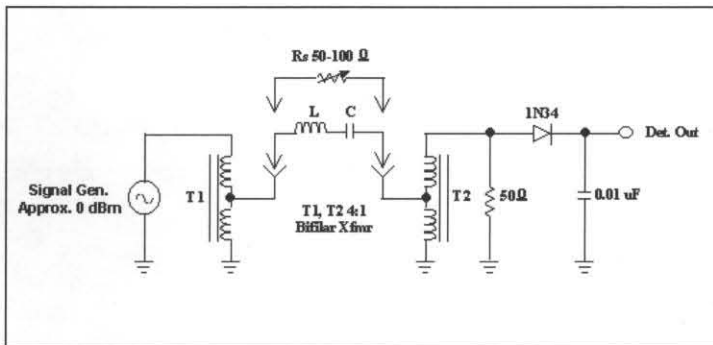 Rs 50-100 Ω
L C
1N34
Det. Out
Signal Gen.
Approx. 0 dBm
T1
T1, T2 4:1
Bifilar Xfmr
T2
50Ω
0.01 uF